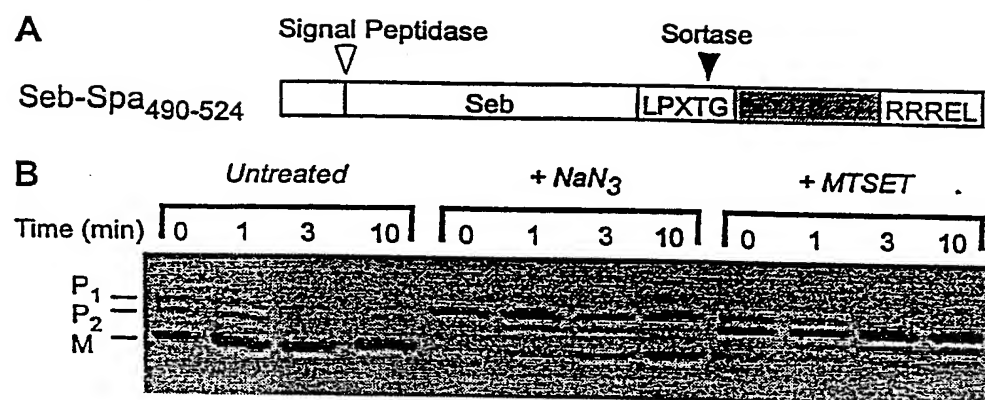 A
Signal Peptidase
Sortase
Seb-Spa490-524
Seb
LPXTG
RRREL
B
Untreated
+ NaN3
+ MTSET
Time (min)
0 1 3 10 0 1 3 10 0 1 3 10
P1
P2
M